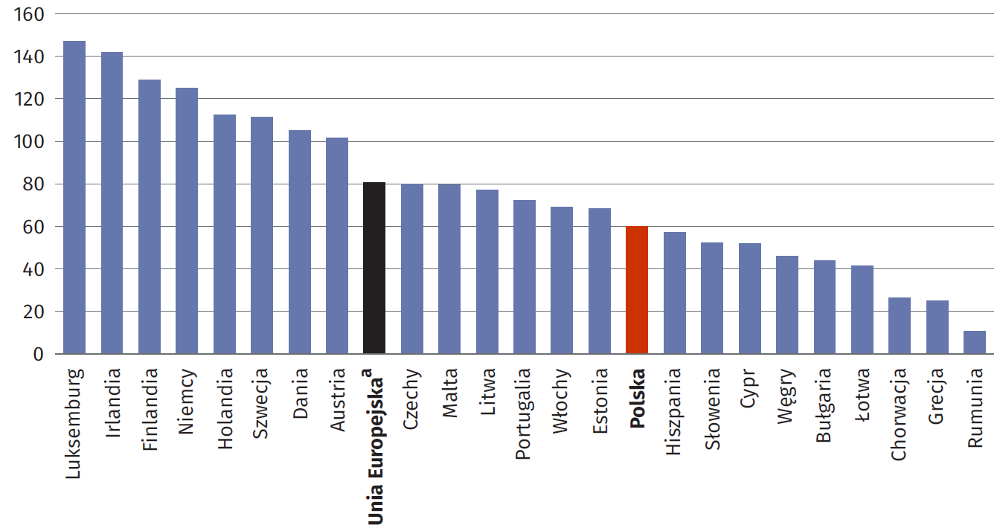 160
140
120
100
80
60
40
20
0
Luksemburg
Irlandia
Finlandia
Niemcy
Holandia
Szwecja
Dania
Austria
Unia Europejskaᵃ
Czechy
Malta
Litwa
Portugalia
Włochy
Estonia
Polska
Hiszpania
Słowenia
Cypr
Węgry
Bułgaria
Łotwa
Chorwacja
Grecja
Rumunia